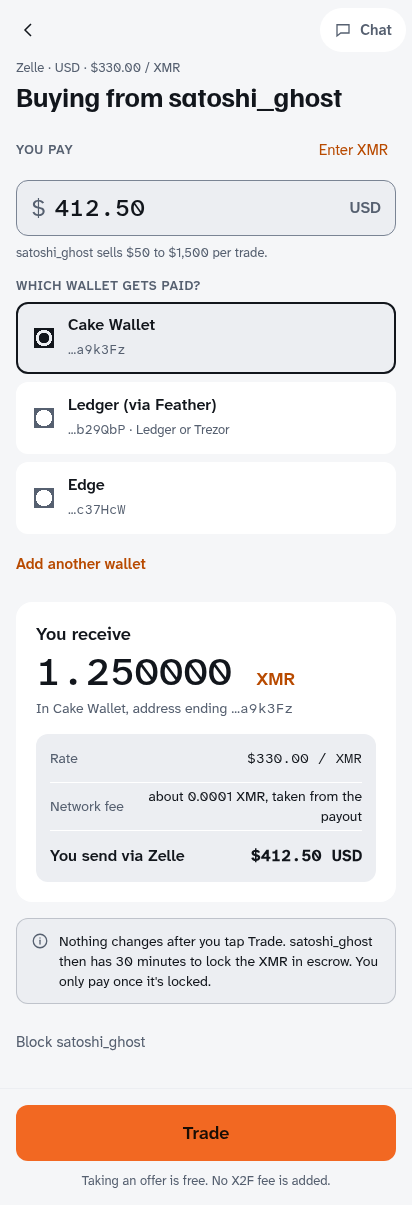 Chat
Zelle · USD · $330.00 / XMR
Buying from satoshi_ghost
YOU PAY
Enter XMR
$ 412.50 USD
satoshi_ghost sells $50 to $1,500 per trade.
WHICH WALLET GETS PAID?
Cake Wallet
…a9k3Fz
Ledger (via Feather)
…b29QbP · Ledger or Trezor
Edge
…c37HcW
Add another wallet
You receive
1.250000 XMR
In Cake Wallet, address ending …a9k3Fz
Rate $330.00 / XMR
Network fee about 0.0001 XMR, taken from the
payout
You send via Zelle $412.50 USD
Nothing changes after you tap Trade. satoshi_ghost
then has 30 minutes to lock the XMR in escrow. You
only pay once it's locked.
Block satoshi_ghost
Trade
Taking an offer is free. No X2F fee is added.